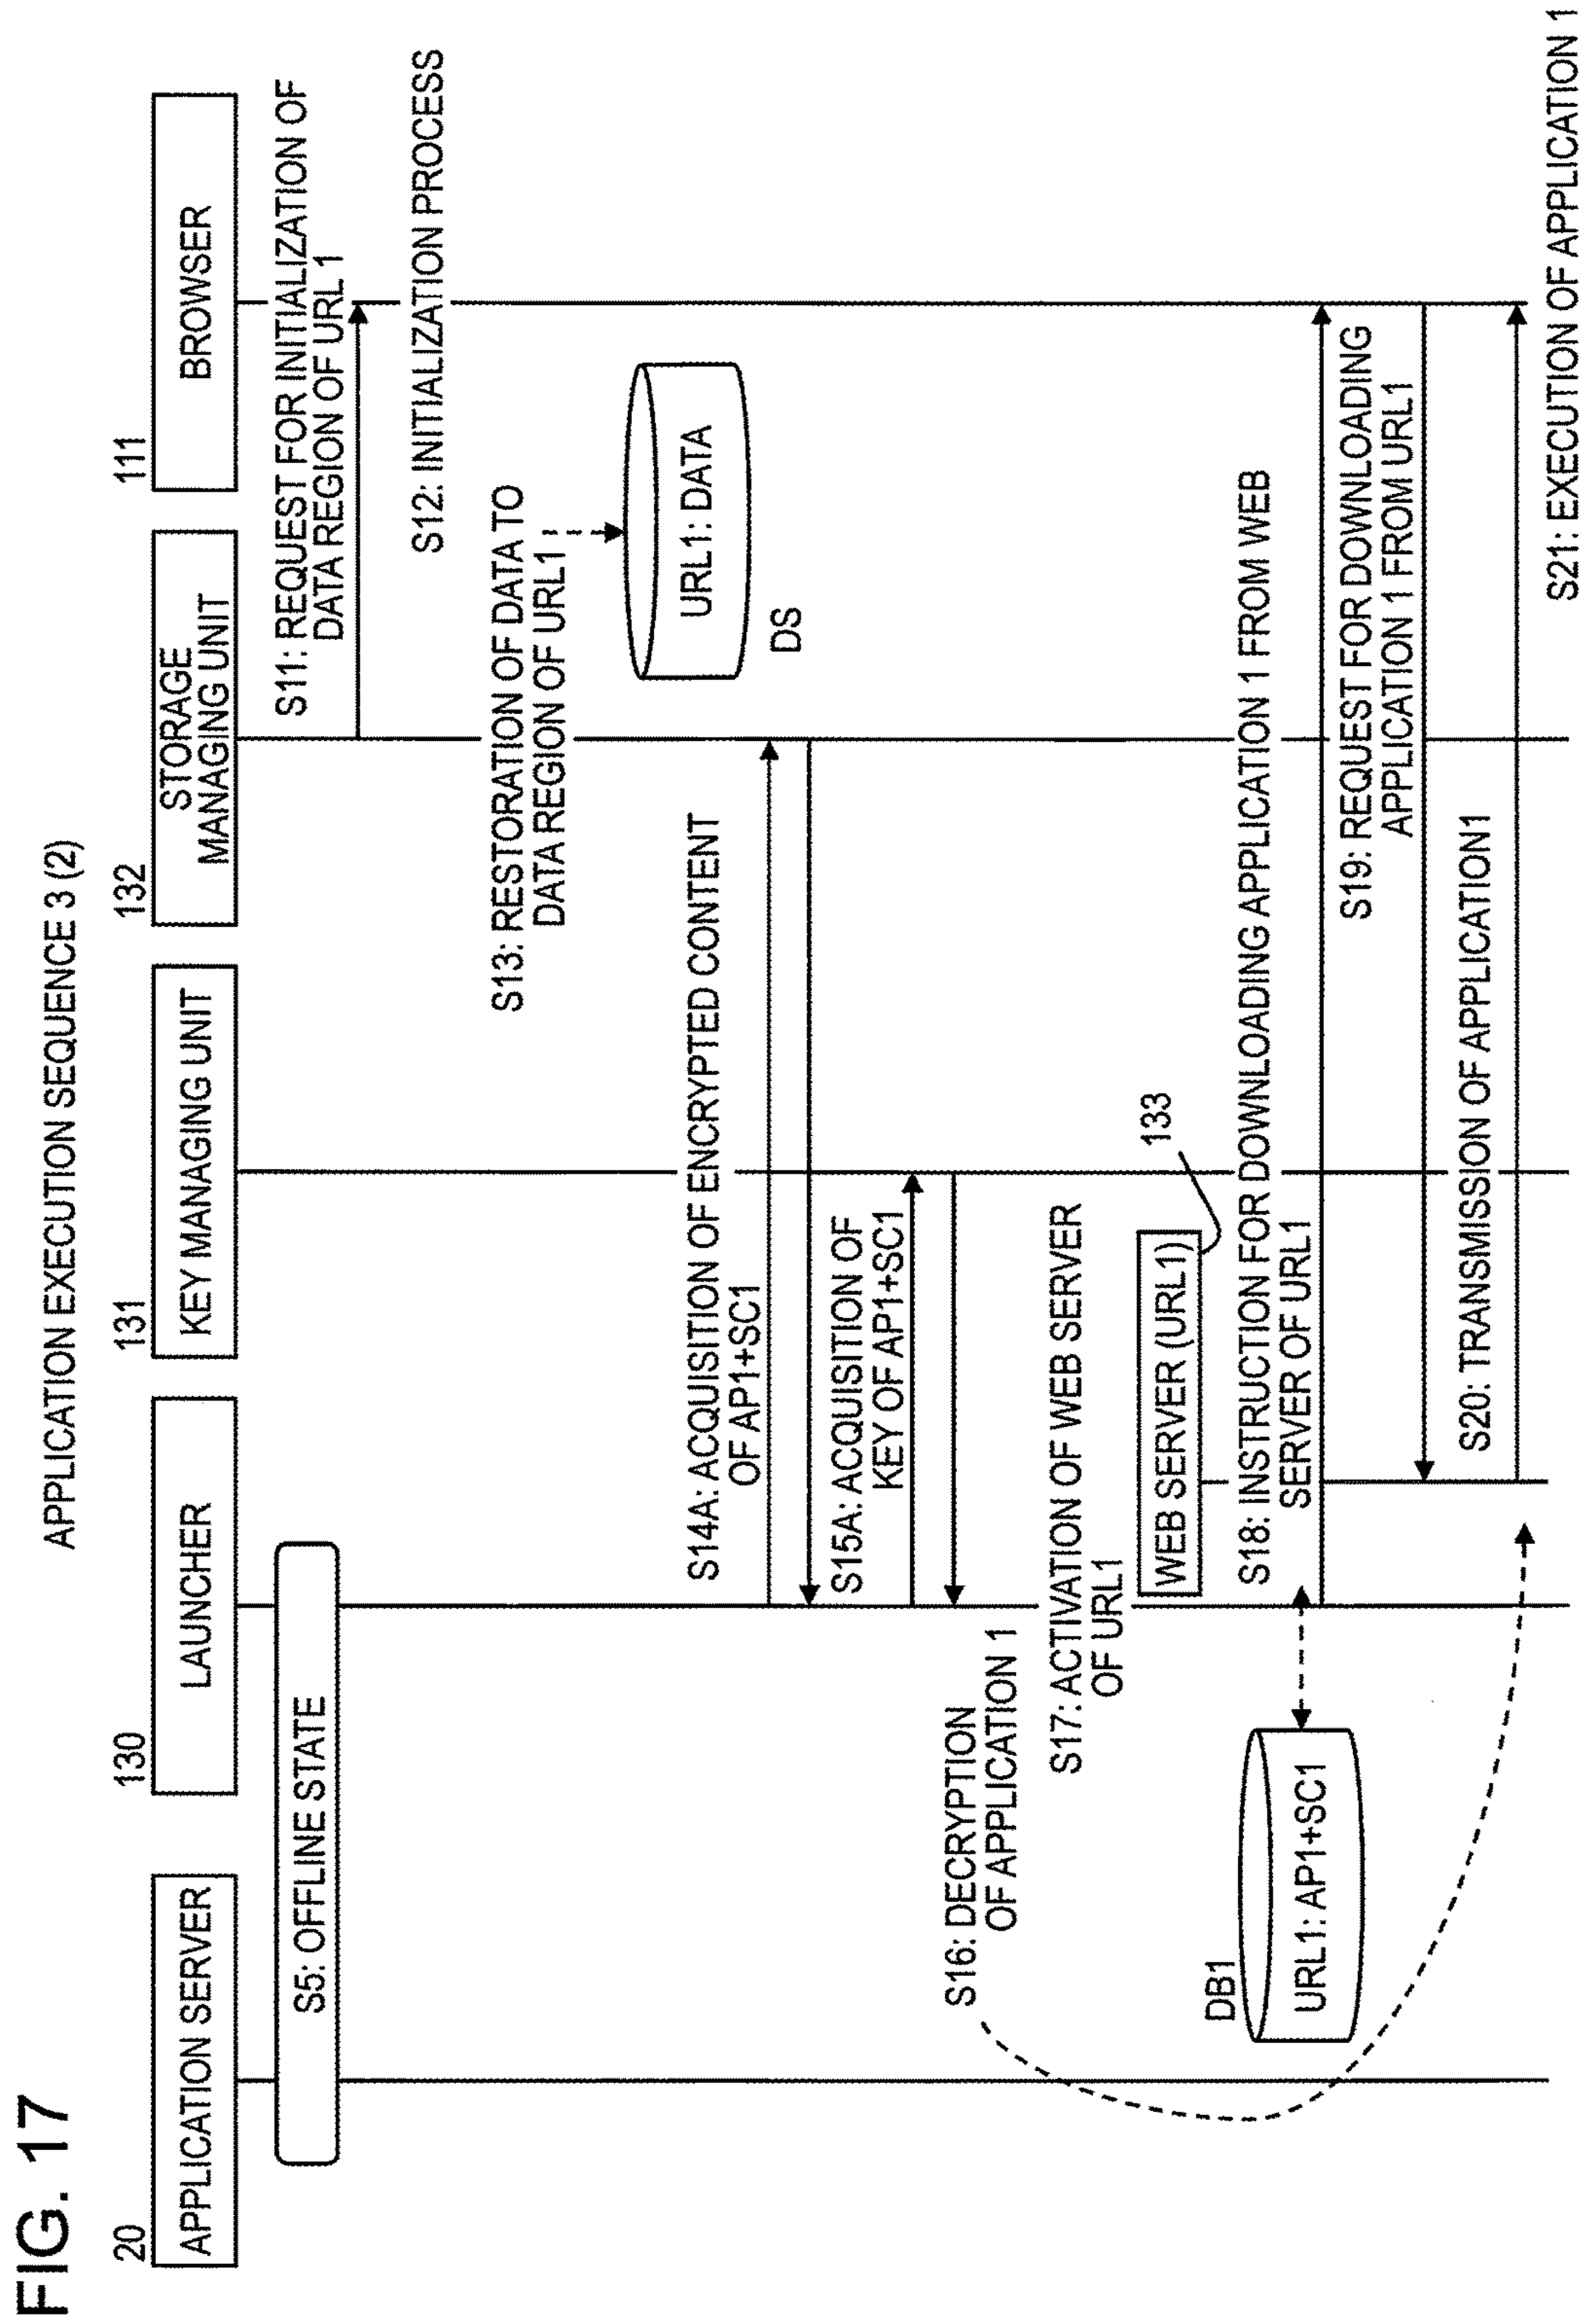 FIG. 17
APPLICATION EXECUTION SEQUENCE 3 (2)
20
APPLICATION SERVER
130
LAUNCHER
131
KEY MANAGING UNIT
132
STORAGE
MANAGING UNIT
111
BROWSER
S5: OFFLINE STATE
S11: REQUEST FOR INITIALIZATION OF
DATA REGION OF URL 1
S12: INITIALIZATION PROCESS
S13: RESTORATION OF DATA TO
DATA REGION OF URL1
URL1: DATA
DS
S14A: ACQUISITION OF ENCRYPTED CONTENT
OF AP1+SC1
S15A: ACQUISITION OF
KEY OF AP1+SC1
S16: DECRYPTION
OF APPLICATION 1
S17: ACTIVATION OF WEB SERVER
OF URL1
WEB SERVER (URL1)
133
DB1
URL1: AP1+SC1
S18: INSTRUCTION FOR DOWNLOADING APPLICATION 1 FROM WEB
SERVER OF URL1
S19: REQUEST FOR DOWNLOADING
APPLICATION 1 FROM URL1
S20: TRANSMISSION OF APPLICATION1
S21: EXECUTION OF APPLICATION 1